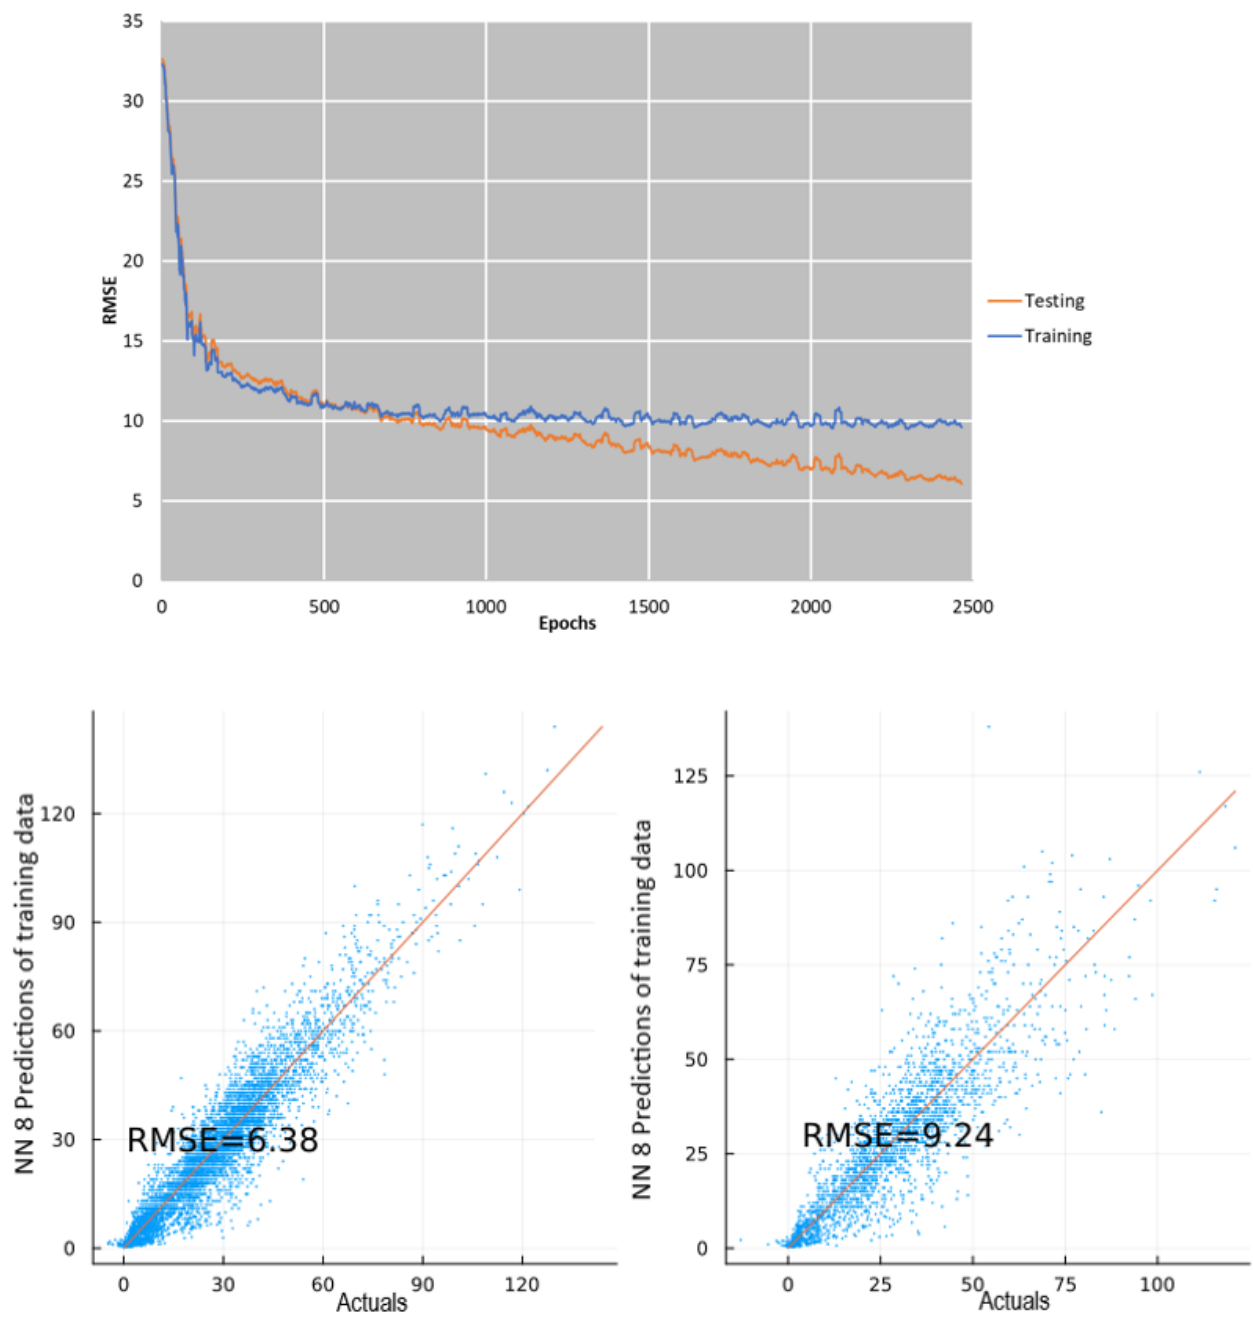 35
30
25
20
15
10
5
0
RMSE
0 500 1000 1500 2000 2500
Epochs
Testing
Training
NN 8 Predictions of training data
120
90
60
30
0
RMSE=6.38
0 30 60 90 120
Actuals
NN 8 Predictions of training data
125
100
75
50
25
0
RMSE=9.24
0 25 50 75 100
Actuals